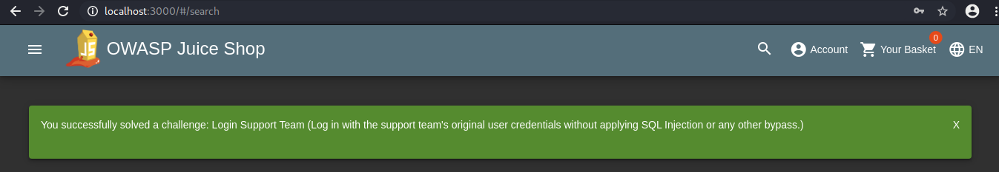 localhost:3000/#/search
JS
OWASP Juice Shop
Account
Your Basket
0
EN
You successfully solved a challenge: Login Support Team (Log in with the support team's original user credentials without applying SQL Injection or any other bypass.)
X